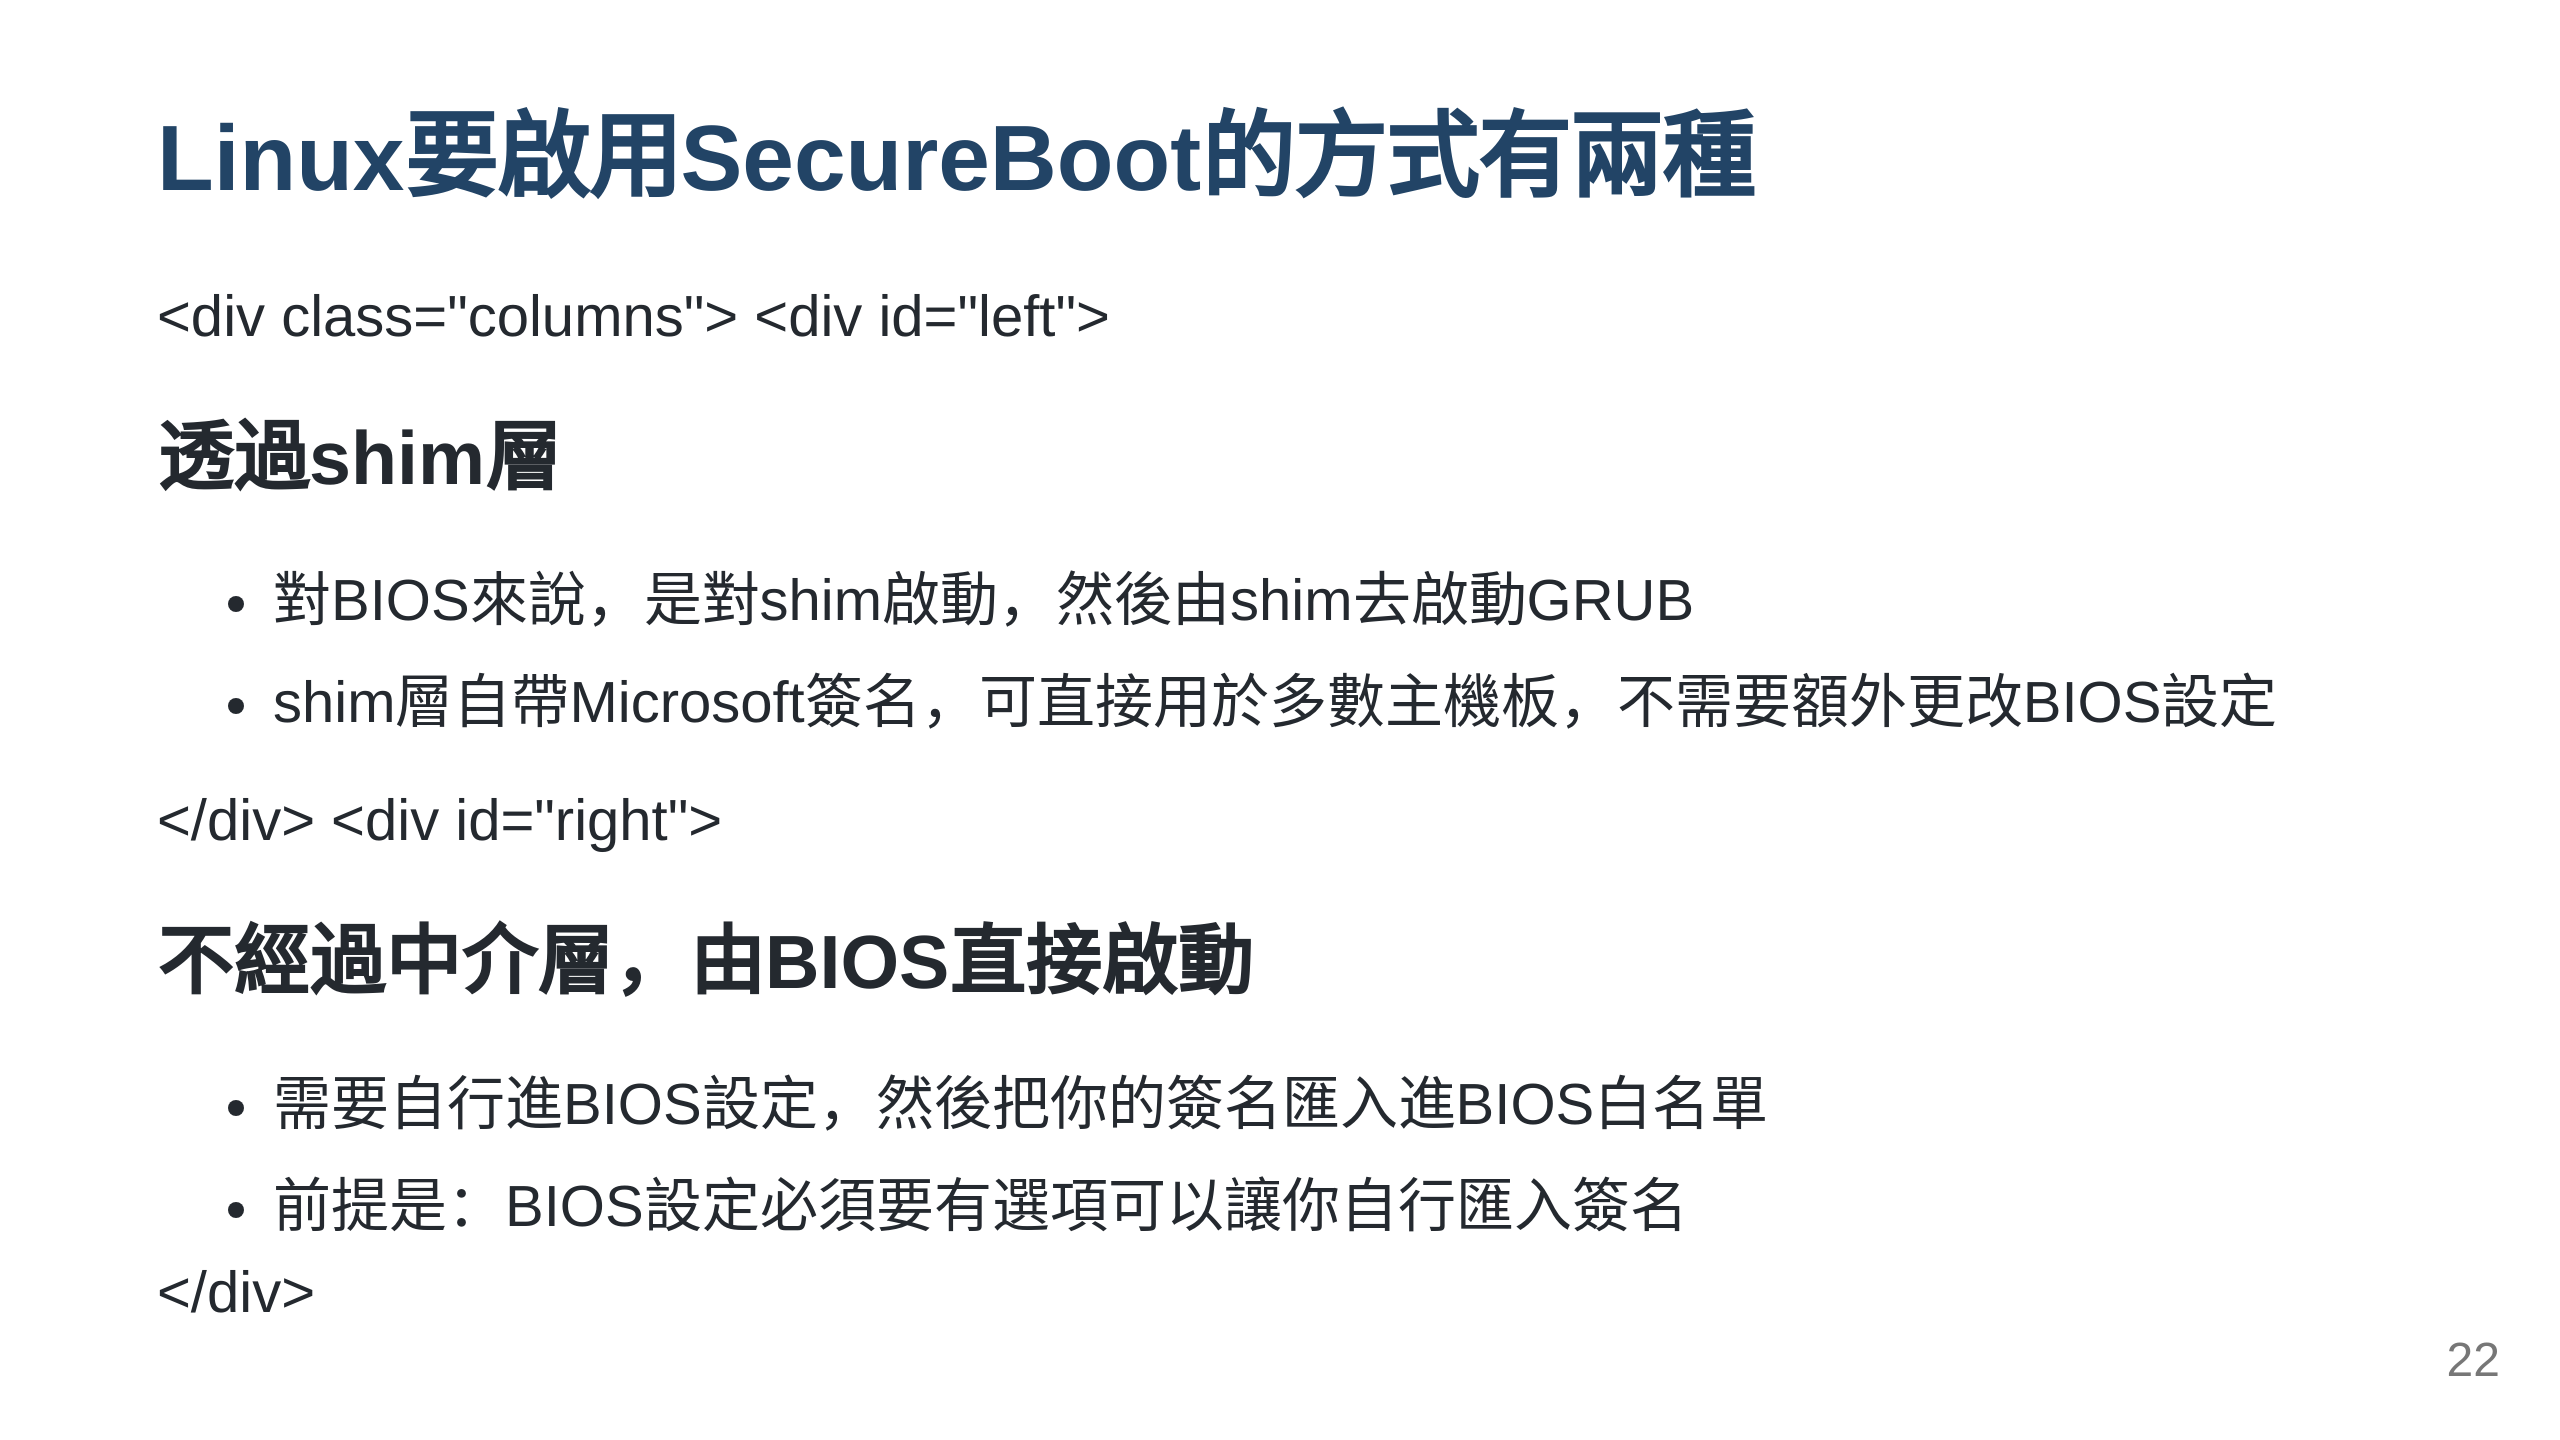 Linux要啟用SecureBoot的方式有兩種
<div class="columns"> <div id="left">
透過shim層
• 對BIOS來說，是對shim啟動，然後由shim去啟動GRUB
• shim層自帶Microsoft簽名，可直接用於多數主機板，不需要額外更改BIOS設定
</div> <div id="right">
不經過中介層，由BIOS直接啟動
• 需要自行進BIOS設定，然後把你的簽名匯入進BIOS白名單
• 前提是：BIOS設定必須要有選項可以讓你自行匯入簽名
</div>
22